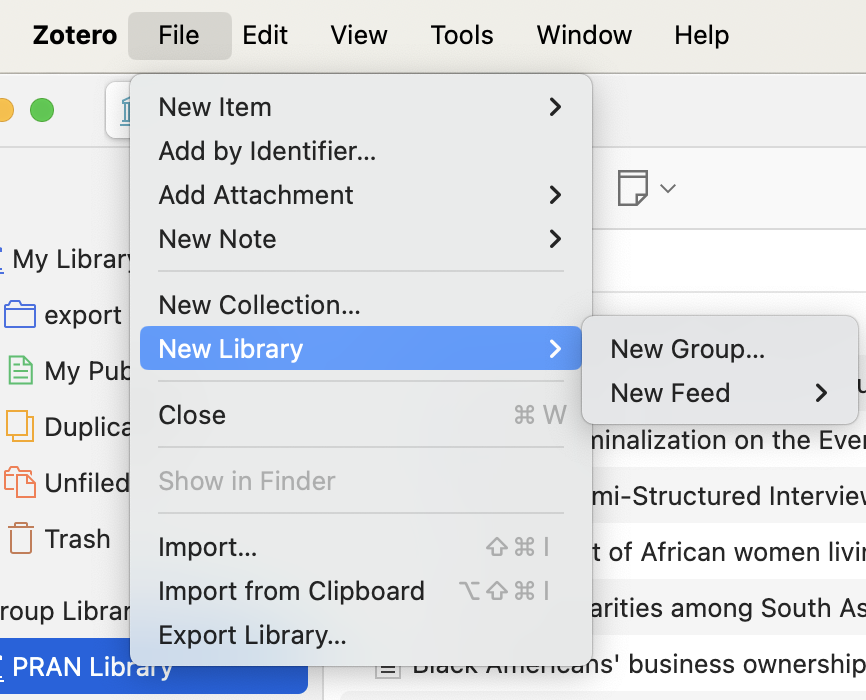 Zotero File Edit View Tools Window Help
New Item
Add by Identifier...
Add Attachment
New Note
New Collection...
New Library
New Group...
New Feed
Close ⌘ W
Show in Finder
Import... ⇧ ⌘ I
Import from Clipboard ⌥ ⇧ ⌘ I
Export Library...
My Library
export
My Pub
Duplica
Unfiled
Trash
roup Librar
PRAN Library
minalization on the Ever
mi-Structured Interview
t of African women livin
arities among South As
Black Americans' business ownership